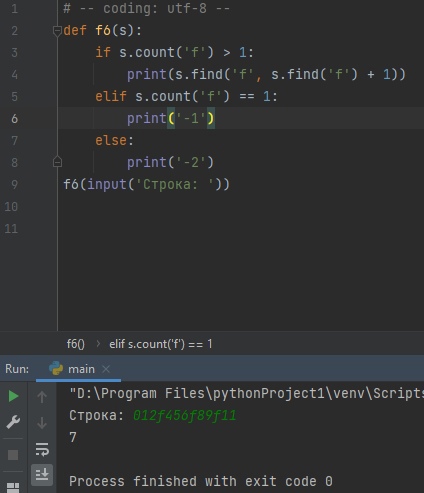 1 # -- coding: utf-8 --
2 def f6(s):
3 if s.count('f') > 1:
4 print(s.find('f', s.find('f') + 1))
5 elif s.count('f') == 1:
6 print('-1')
7 else:
8 print('-2')
9 f6(input('Строка: '))
10
11
f6() › elif s.count('f') == 1
Run: main ×
"D:\Program Files\pythonProject1\venv\Scripts
Строка: 012f456f89f11
7
Process finished with exit code 0